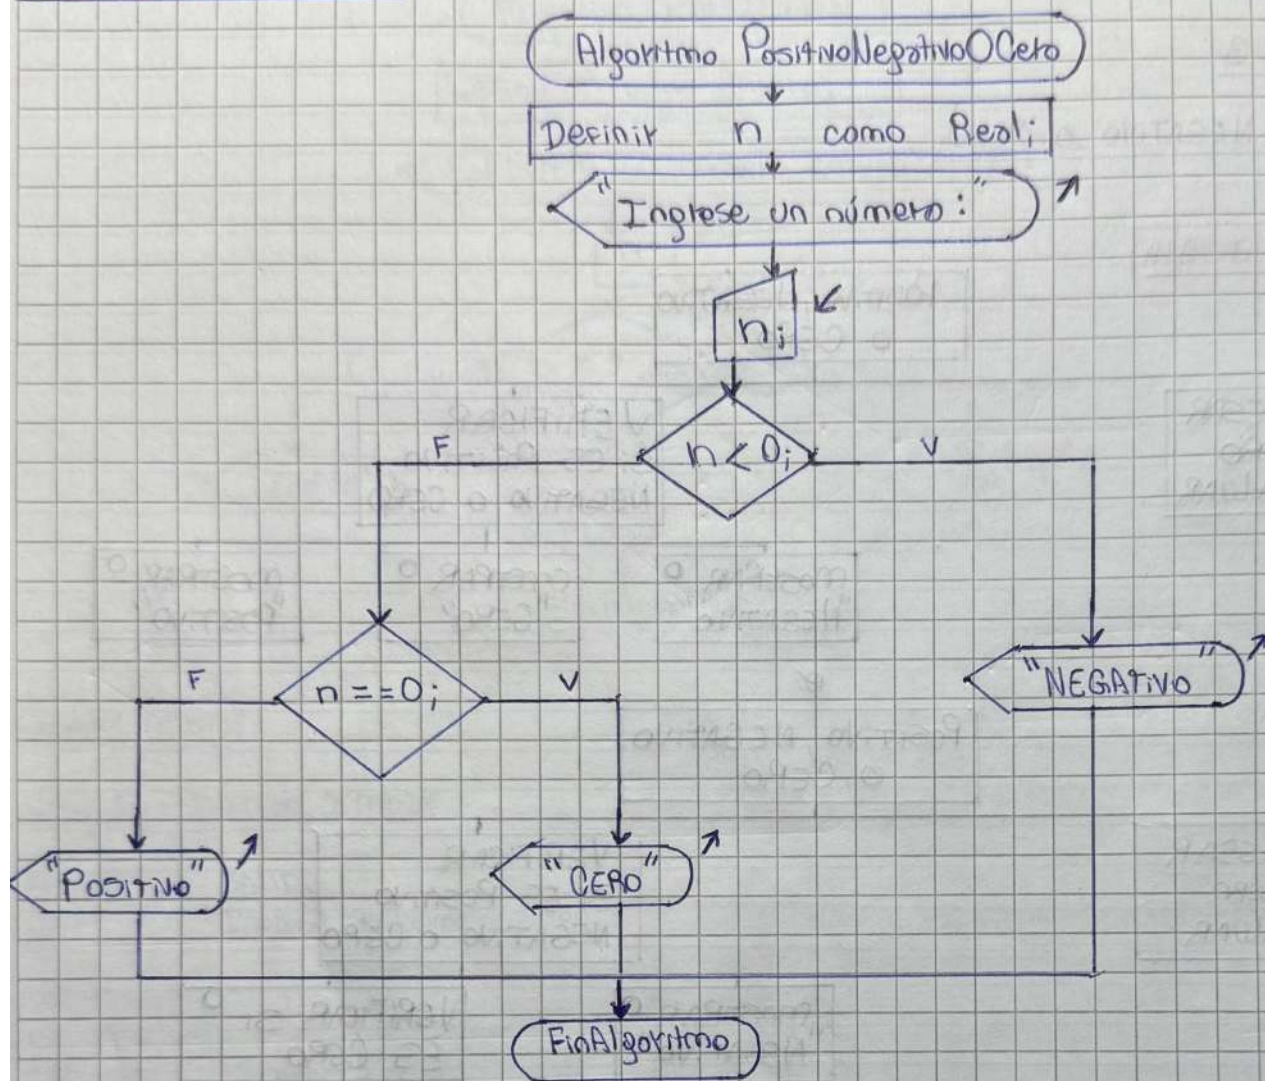 Algoritmo PositivoNegativoOCero
Definir n como Real;
"Ingrese un número:"
n;
n < 0;
F
V
n == 0;
F
V
"NEGATIVO"
"POSITIVO"
"CERO"
FinAlgoritmo